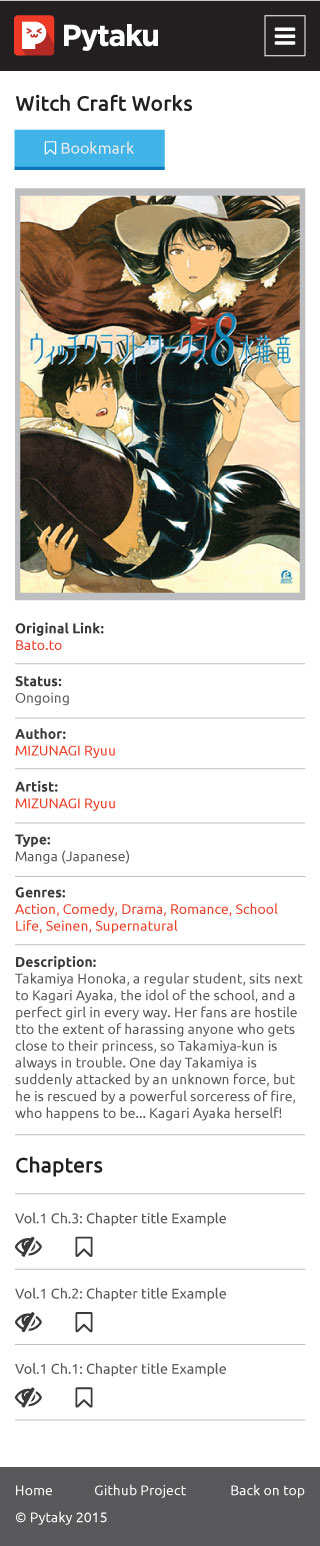 Pytaku
Witch Craft Works
Bookmark
ウィッチクラフトワークス8 水薙竜
Original Link:
Bato.to
Status:
Ongoing
Author:
MIZUNAGI Ryuu
Artist:
MIZUNAGI Ryuu
Type:
Manga (Japanese)
Genres:
Action, Comedy, Drama, Romance, School
Life, Seinen, Supernatural
Description:
Takamiya Honoka, a regular student, sits next
to Kagari Ayaka, the idol of the school, and a
perfect girl in every way. Her fans are hostile
tto the extent of harassing anyone who gets
close to their princess, so Takamiya-kun is
always in trouble. One day Takamiya is
suddenly attacked by an unknown force, but
he is rescued by a powerful sorceress of fire,
who happens to be... Kagari Ayaka herself!
Chapters
Vol.1 Ch.3: Chapter title Example
Vol.1 Ch.2: Chapter title Example
Vol.1 Ch.1: Chapter title Example
Home Github Project Back on top
© Pytaky 2015